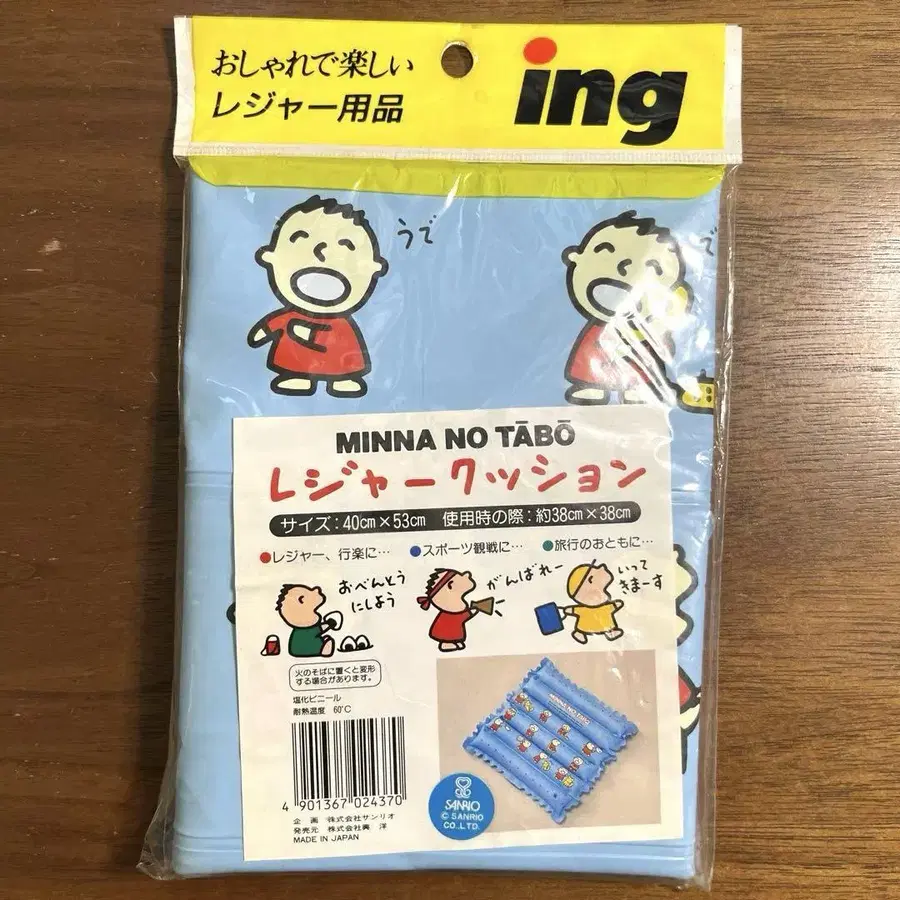 おしゃれで楽しい
レジャー用品
ing
うで
で
MINNA NO TĀBŌ
レジャークッション
サイズ：40cm×53cm 使用時の際：約38cm×38cm
●レジャー、行楽に… ●スポーツ観戦に… ●旅行のおともに…
おべんとう
にしよう
がんばれー
いって
きまーす
火のそばに置くと変形
する場合があります。
塩化ビニール
耐熱温度 60℃
MINNA NO TĀBŌ
4 901367 024370
企画 株式会社サンリオ
発売元 株式会社興洋
MADE IN JAPAN
SANRIO
© SANRIO
CO.,LTD.